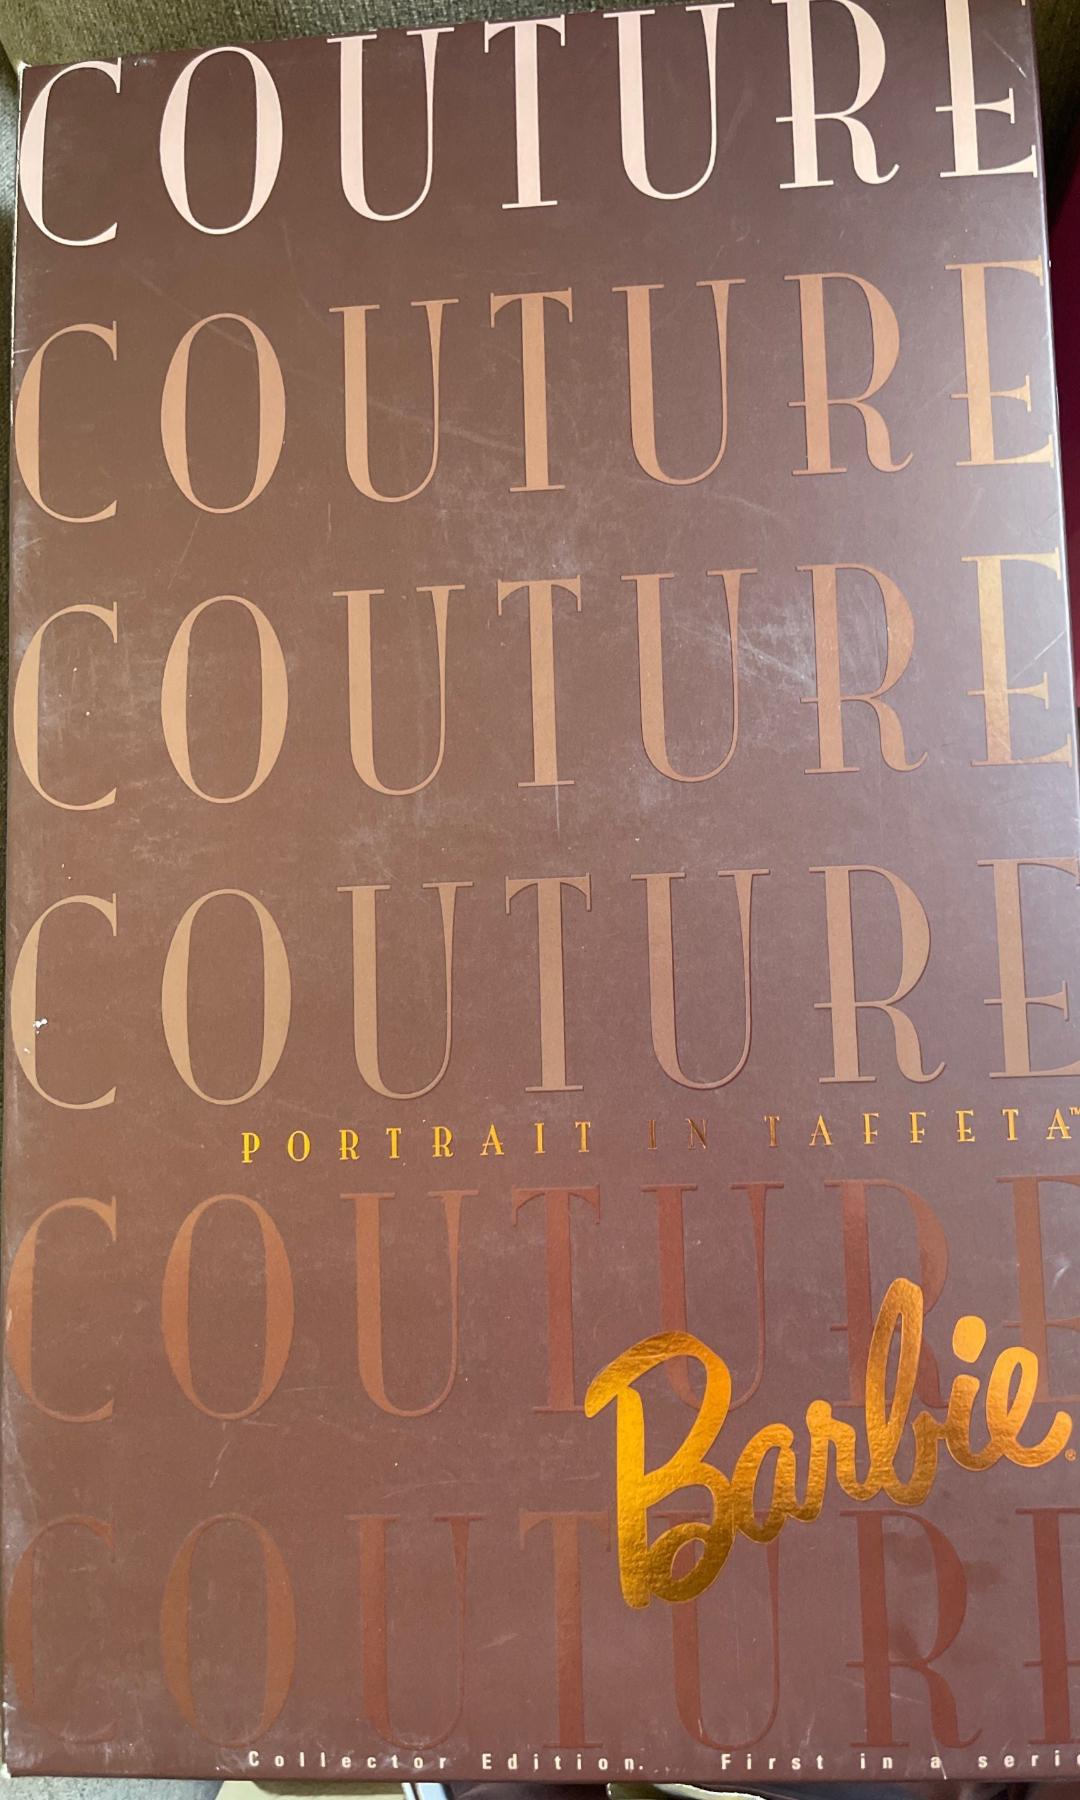 COUTURE
COUTURE
COUTURE
COUTURE
PORTRAIT IN TAFFETA™
COUTURE
Barbie®
COUTURE
Collector Edition. First in a serie